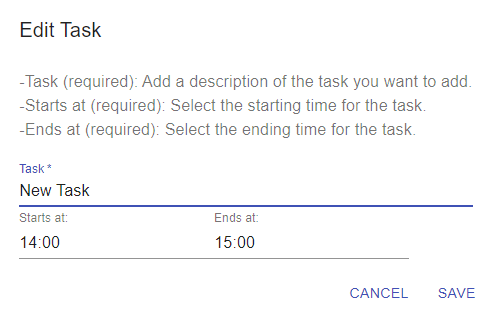 Edit Task
-Task (required): Add a description of the task you want to add.
-Starts at (required): Select the starting time for the task.
-Ends at (required): Select the ending time for the task.
Task *
New Task
Starts at: Ends at:
14:00 15:00
CANCEL SAVE